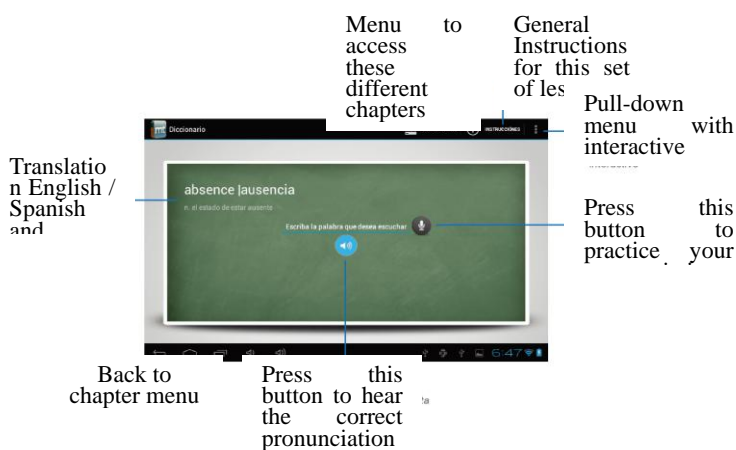 Menu to
access
these
different
chapters
General
Instructions
for this set
of les
Pull-down
menu with
interactive
Diccionario
INSTRUCCIONES
Translatio
n English /
Spanish
and
absence |ausencia
n. el estado de estar ausente
Escriba la palabra que desea escuchar
Press this
button to
practice your
6:47
Back to
chapter menu
Press this
button to hear
the correct
pronunciation